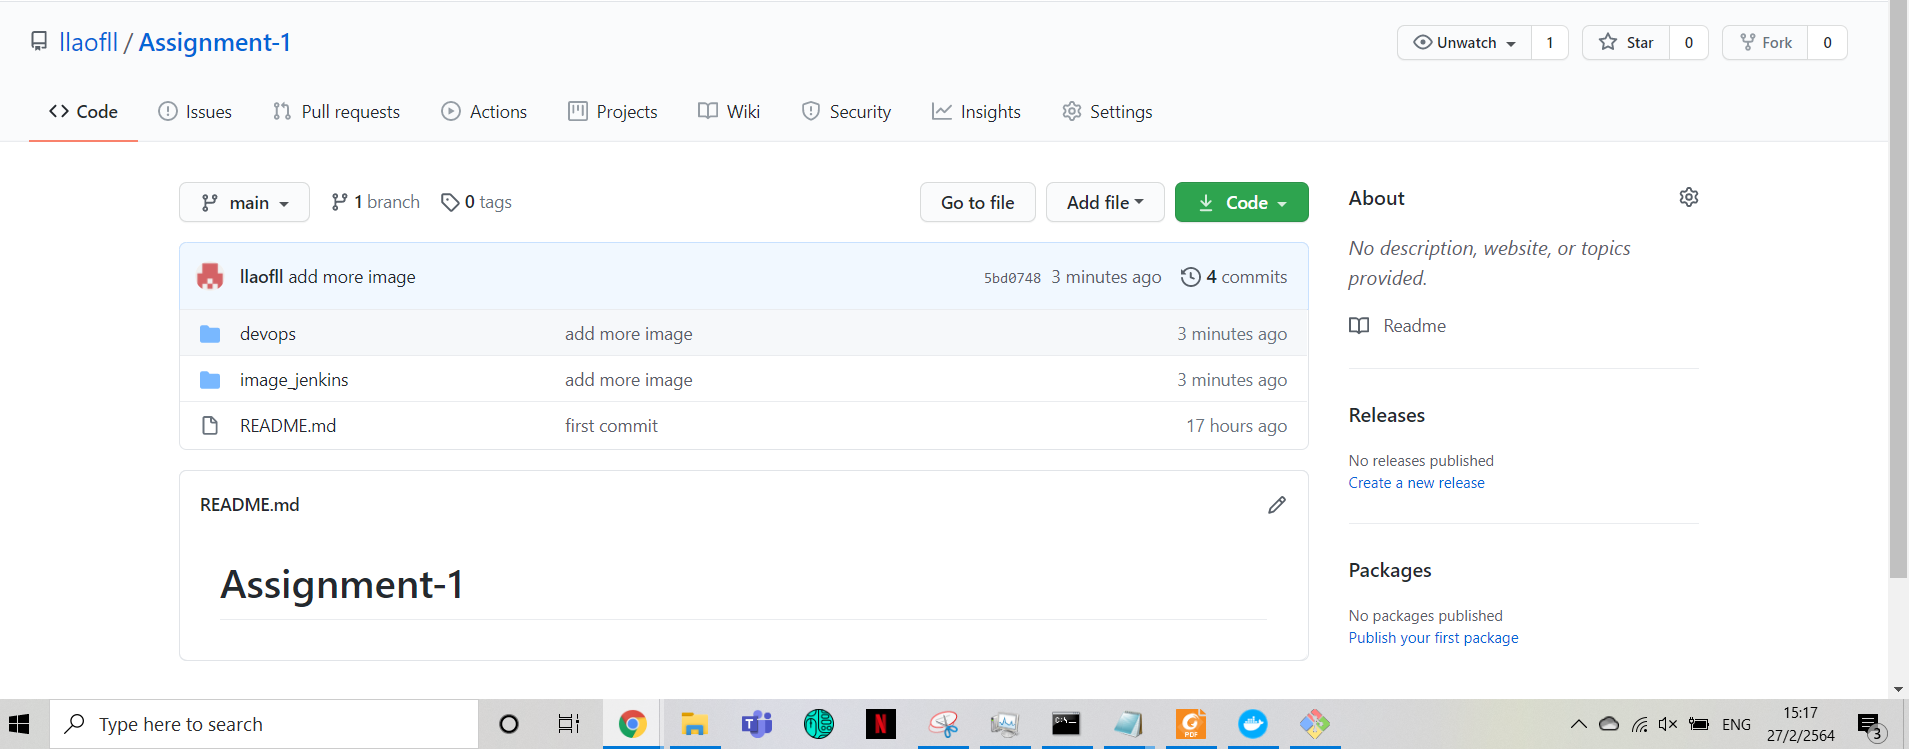 llaofll / Assignment-1
Unwatch 1 Star 0 Fork 0
Code Issues Pull requests Actions Projects Wiki Security Insights Settings
main 1 branch 0 tags Go to file Add file Code
llaofll add more image 5bd0748 3 minutes ago 4 commits
devops add more image 3 minutes ago
image_jenkins add more image 3 minutes ago
README.md first commit 17 hours ago
README.md
Assignment-1
About
No description, website, or topics
provided.
Readme
Releases
No releases published
Create a new release
Packages
No packages published
Publish your first package
Type here to search
N
PDF
ENG
15:17
27/2/2564
3